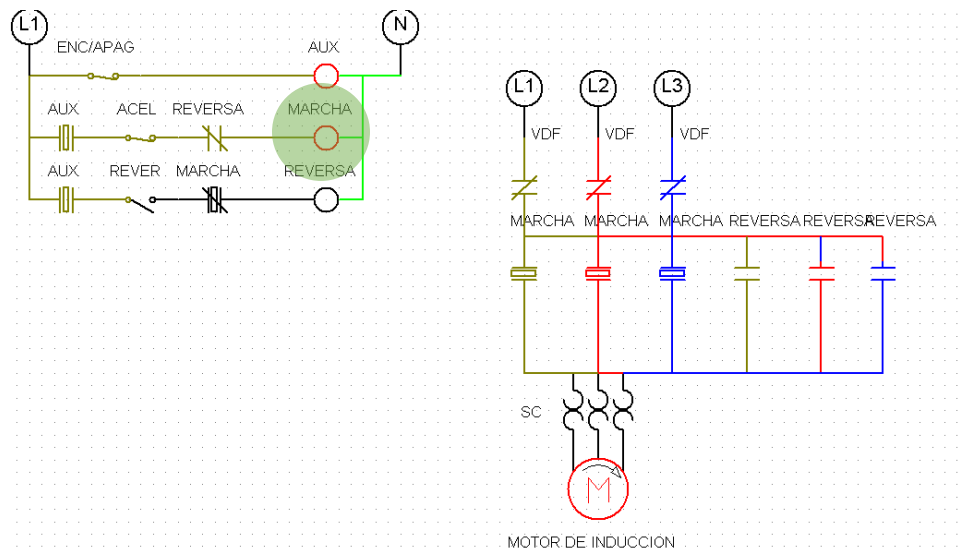 L1 N
ENC/APAG AUX
AUX ACEL REVERSA MARCHA
AUX REVER MARCHA REVERSA
L1 L2 L3
VDF VDF VDF
MARCHA MARCHA MARCHA REVERSA REVERSA REVERSA
SC
M
MOTOR DE INDUCCION